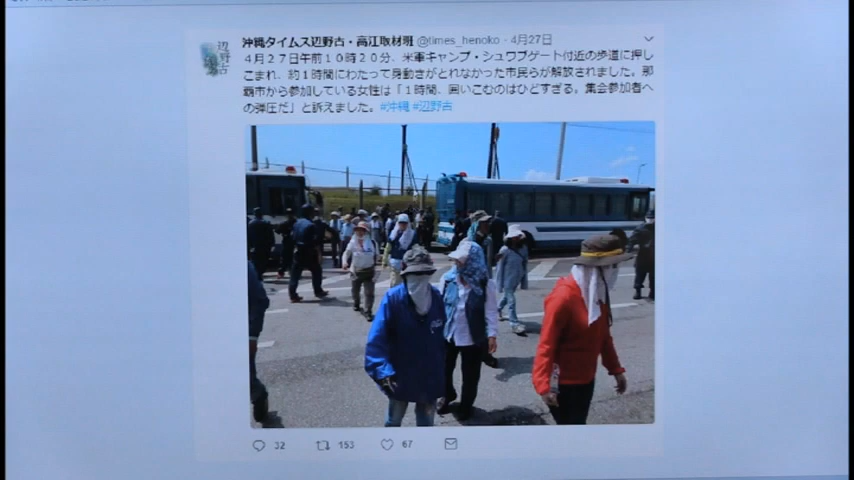 沖縄タイムス辺野古・高江取材班 @times_henoko · 4月27日
４月２７日午前１０時２０分、米軍キャンプ・シュワブゲート付近の歩道に押し
こまれ、約１時間にわたって身動きがとれなかった市民らが解放されました。那
覇市から参加している女性は「１時間、囲いこむのはひどすぎる。集会参加者へ
の弾圧だ」と訴えました。#沖縄 #辺野古
辺野古
32 153 67